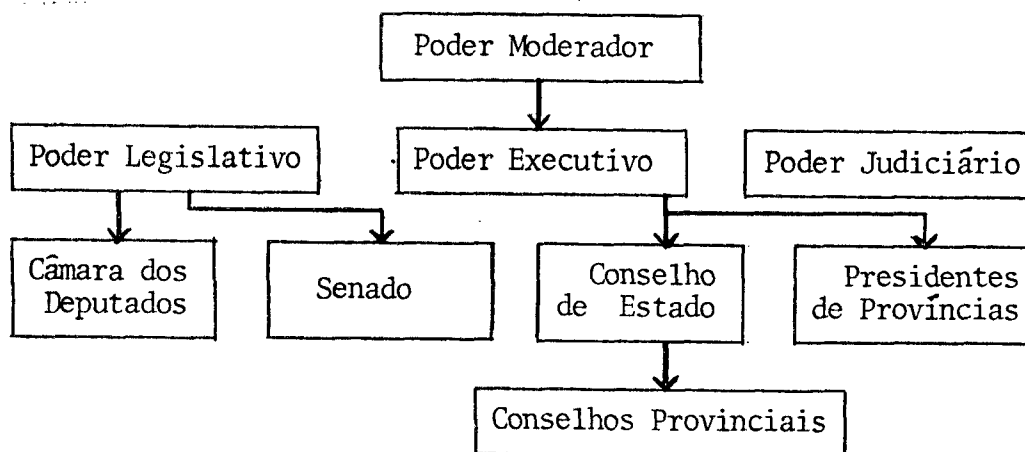 Poder Moderador
Poder Legislativo
Poder Executivo
Poder Judiciário
Câmara dos
Deputados
Senado
Conselho
de Estado
Presidentes
de Províncias
Conselhos Provinciais